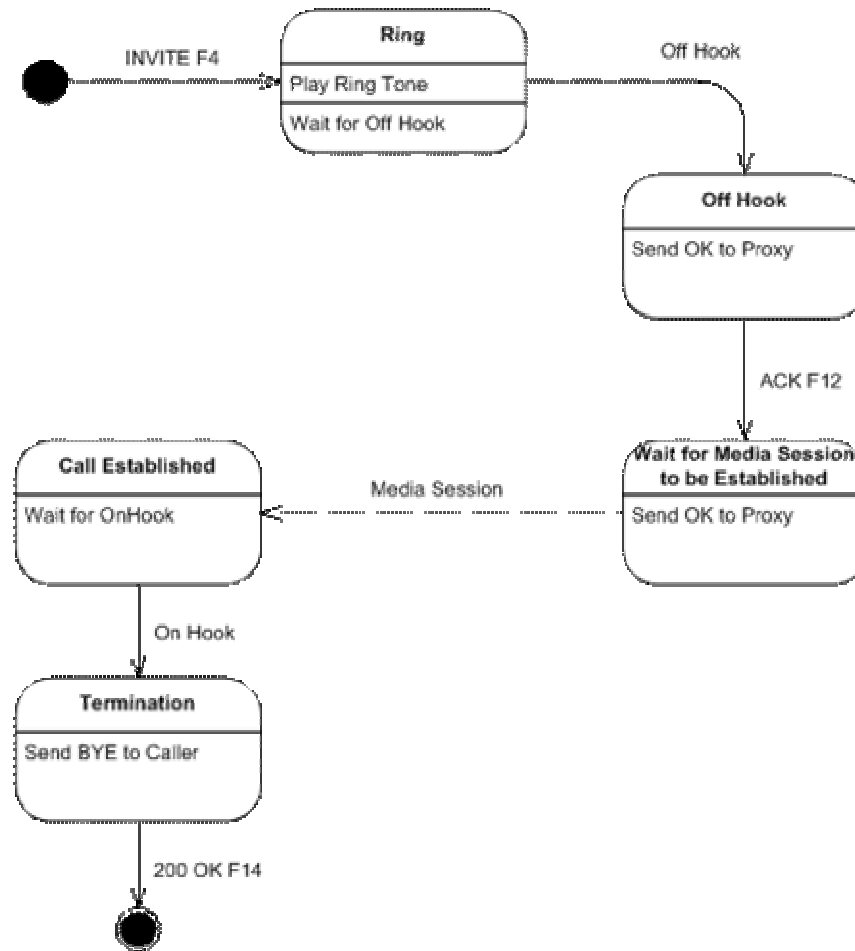 INVITE F4
Ring
Play Ring Tone
Wait for Off Hook
Off Hook
Off Hook
Send OK to Proxy
ACK F12
Wait for Media Session
to be Established
Send OK to Proxy
Media Session
Call Established
Wait for OnHook
On Hook
Termination
Send BYE to Caller
200 OK F14